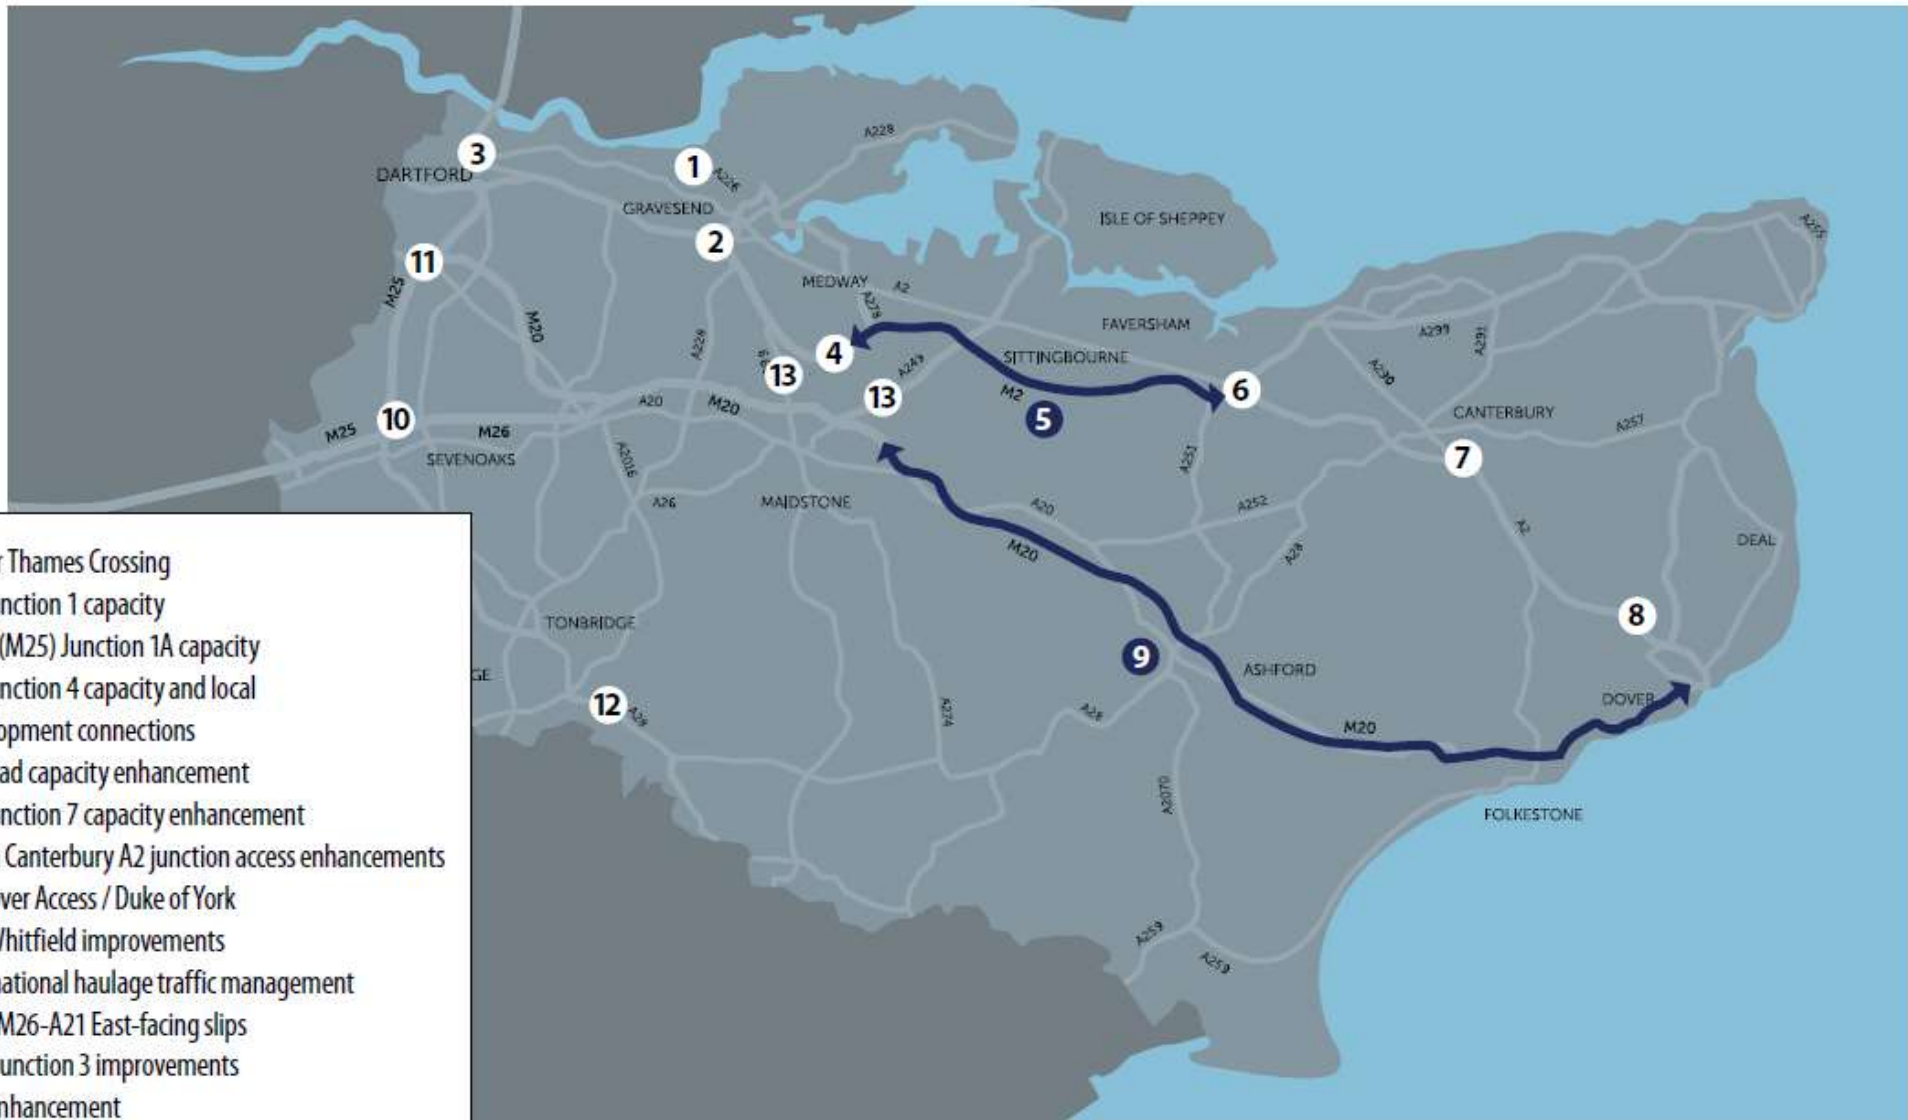 A228
3
1
A226
DARTFORD
GRAVESEND
ISLE OF SHEPPEY
A255
2
11
M25
MEDWAY
A2
A278
M20
FAVERSHAM
A299
A291
A228
4
SITTINGBOURNE
13
A249
13
M2
6
A290
5
CANTERBURY
A20
M20
A257
10
M25
M26
SEVENOAKS
A2016
A251
7
A26
MAIDSTONE
A20
A252
A2
M20
A28
DEAL
r Thames Crossing
nction 1 capacity
(M25) Junction 1A capacity
nction 4 capacity and local
opment connections
ad capacity enhancement
nction 7 capacity enhancement
Canterbury A2 junction access enhancements
ver Access / Duke of York
Whitfield improvements
national haulage traffic management
M26-A21 East-facing slips
unction 3 improvements
nhancement
TONBRIDGE
8
9
ASHFORD
GE
12
A28
A274
A28
DOVER
M20
A2070
FOLKESTONE
A259
A259